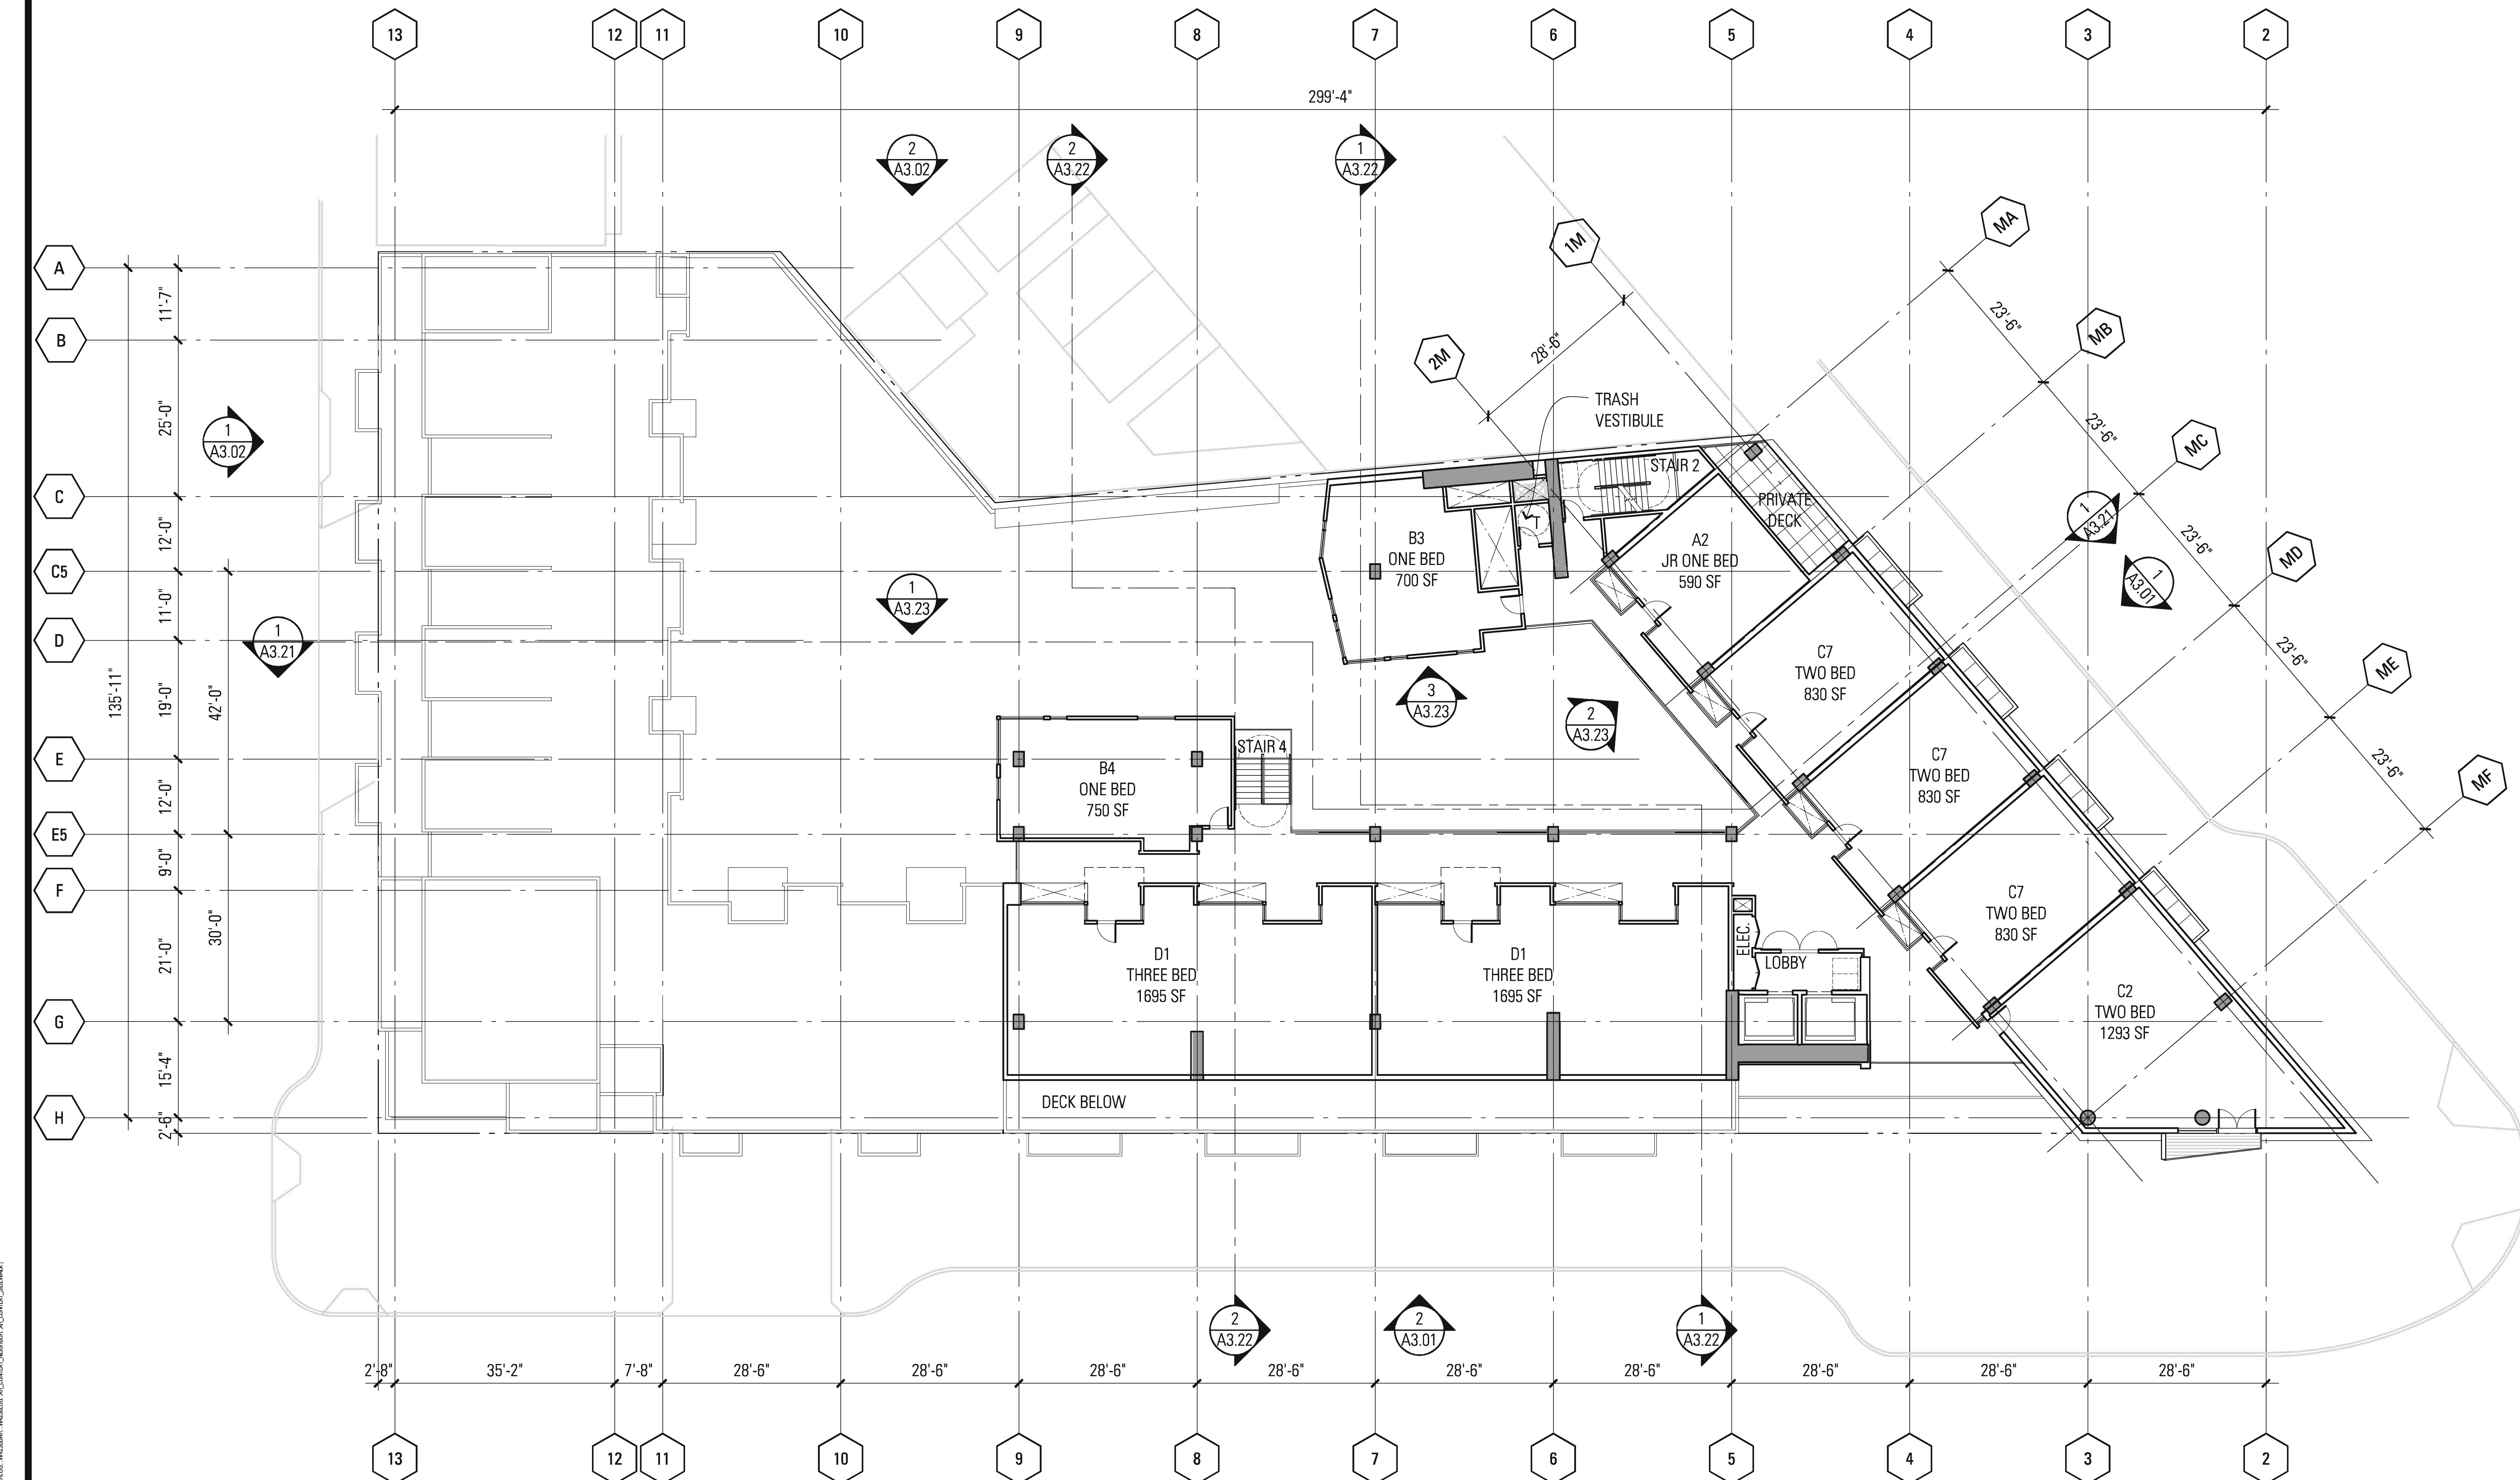 13
12
11
10
9
8
7
6
5
4
3
2
299'-4"
2
A3.02
2
A3.22
1
A3.22
1M
2M
28'-6"
MA
MB
MC
MD
ME
MF
23'-6"
23'-6"
23'-6"
23'-6"
23'-6"
A
B
C
C5
D
E
E5
F
G
H
135'-11"
11'-7"
25'-0"
12'-0"
11'-0"
19'-0"
12'-0"
9'-0"
21'-0"
15'-4"
2'-6"
42'-0"
30'-0"
1
A3.02
1
A3.21
1
A3.23
TRASH
VESTIBULE
STAIR 2
PRIVATE
DECK
T
B3
ONE BED
700 SF
A2
JR ONE BED
590 SF
1
A3.21
1
A3.01
3
A3.23
2
A3.23
C7
TWO BED
830 SF
C7
TWO BED
830 SF
C7
TWO BED
830 SF
C2
TWO BED
1293 SF
STAIR 4
B4
ONE BED
750 SF
D1
THREE BED
1695 SF
D1
THREE BED
1695 SF
ELEC.
LOBBY
DECK BELOW
2
A3.22
2
A3.01
1
A3.22
2'-8"
35'-2"
7'-8"
28'-6"
28'-6"
28'-6"
28'-6"
28'-6"
28'-6"
28'-6"
28'-6"
28'-6"
13
12
11
10
9
8
7
6
5
4
3
2